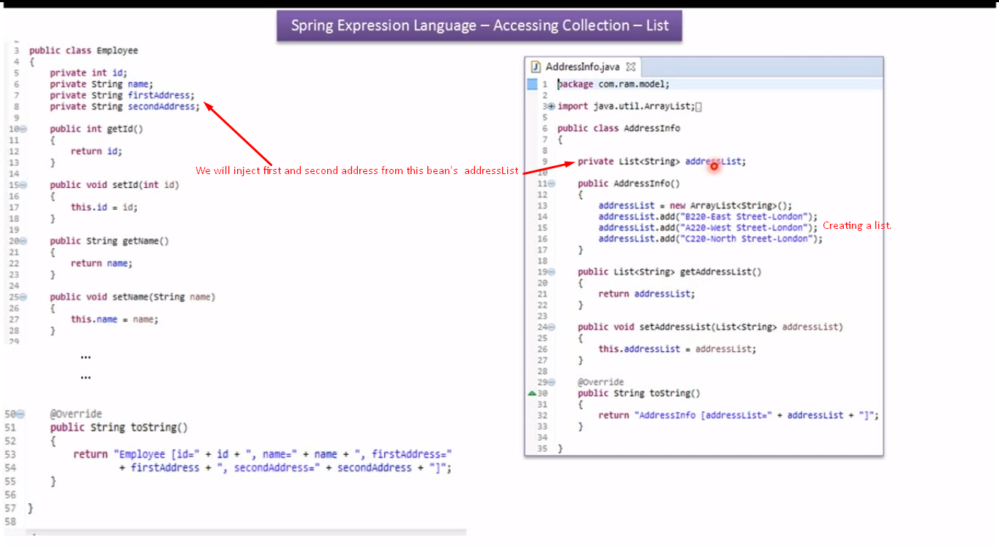 Spring Expression Language – Accessing Collection – List
3 public class Employee
4 {
5 private int id;
6 private String name;
7 private String firstAddress;
8 private String secondAddress;
9
10 public int getId()
11 {
12 return id;
13 }
14
15 public void setId(int id)
16 {
17 this.id = id;
18 }
19
20 public String getName()
21 {
22 return name;
23 }
24
25 public void setName(String name)
26 {
27 this.name = name;
28 }
29
...
...
50 @Override
51 public String toString()
52 {
53 return "Employee [id=" + id + ", name=" + name + ", firstAddress="
54 + firstAddress + ", secondAddress=" + secondAddress + "]";
55 }
56
57 }
58
We will inject first and second address from this bean's addressList
AddressInfo.java
1 package com.ram.model;
2
3 import java.util.ArrayList;
5
6 public class AddressInfo
7 {
8
9 private List<String> addressList;
10
11 public AddressInfo()
12 {
13 addressList = new ArrayList<String>();
14 addressList.add("B220-East Street-London");
15 addressList.add("A220-West Street-London");
16 addressList.add("C220-North Street-London");
17 }
18
19 public List<String> getAddressList()
20 {
21 return addressList;
22 }
23
24 public void setAddressList(List<String> addressList)
25 {
26 this.addressList = addressList;
27 }
28
29 @Override
30 public String toString()
31 {
32 return "AddressInfo [addressList=" + addressList + "]";
33 }
34
35 }
Creating a list.